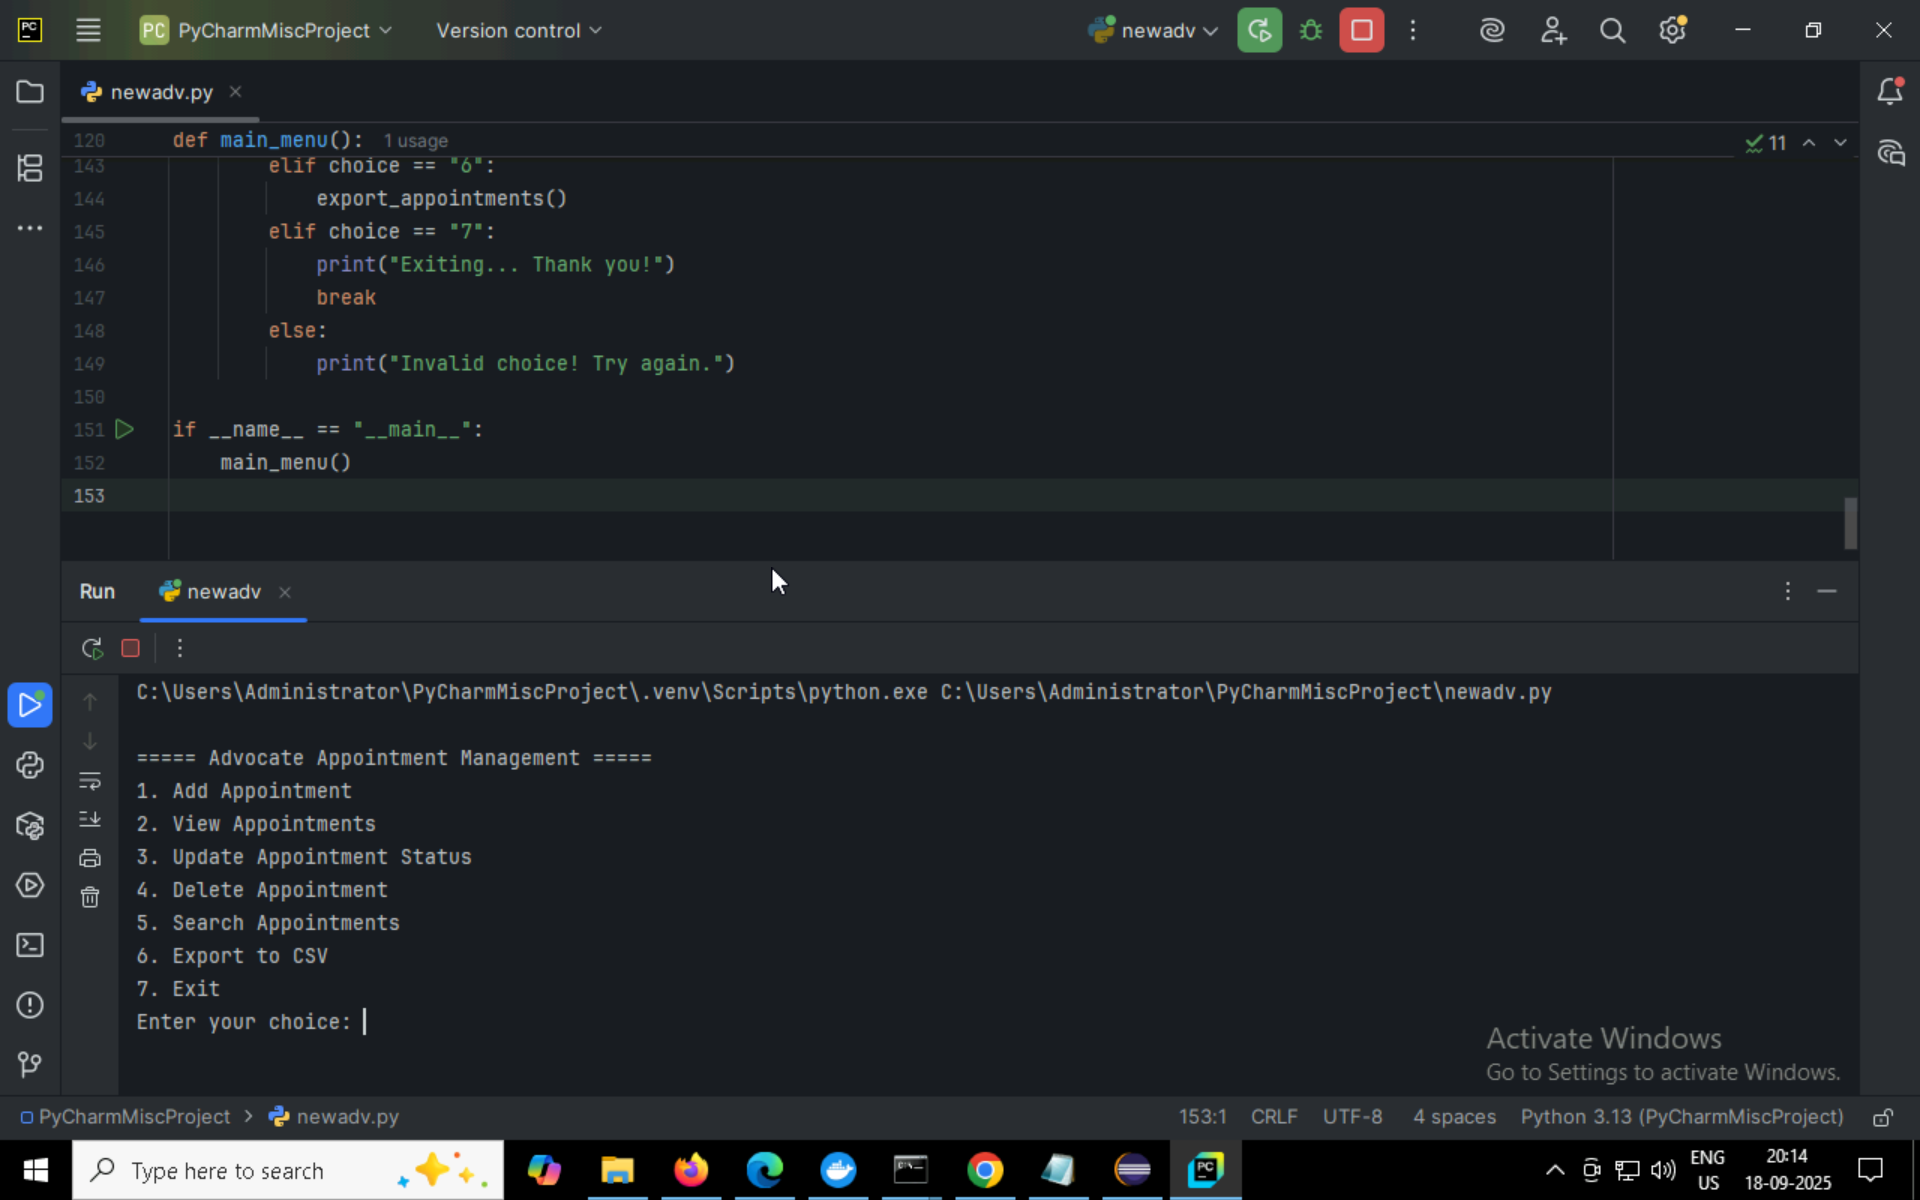 PC PyCharmMiscProject Version control newadv
newadv.py
120 def main_menu(): 1 usage 11
143 elif choice == "6":
144 export_appointments()
145 elif choice == "7":
146 print("Exiting... Thank you!")
147 break
148 else:
149 print("Invalid choice! Try again.")
150
151 if __name__ == "__main__":
152 main_menu()
153
Run newadv
C:\Users\Administrator\PyCharmMiscProject\.venv\Scripts\python.exe C:\Users\Administrator\PyCharmMiscProject\newadv.py
===== Advocate Appointment Management =====
1. Add Appointment
2. View Appointments
3. Update Appointment Status
4. Delete Appointment
5. Search Appointments
6. Export to CSV
7. Exit
Enter your choice:
Activate Windows
Go to Settings to activate Windows.
PyCharmMiscProject > newadv.py 153:1 CRLF UTF-8 4 spaces Python 3.13 (PyCharmMiscProject)
Type here to search
PC
ENG
US
20:14
18-09-2025